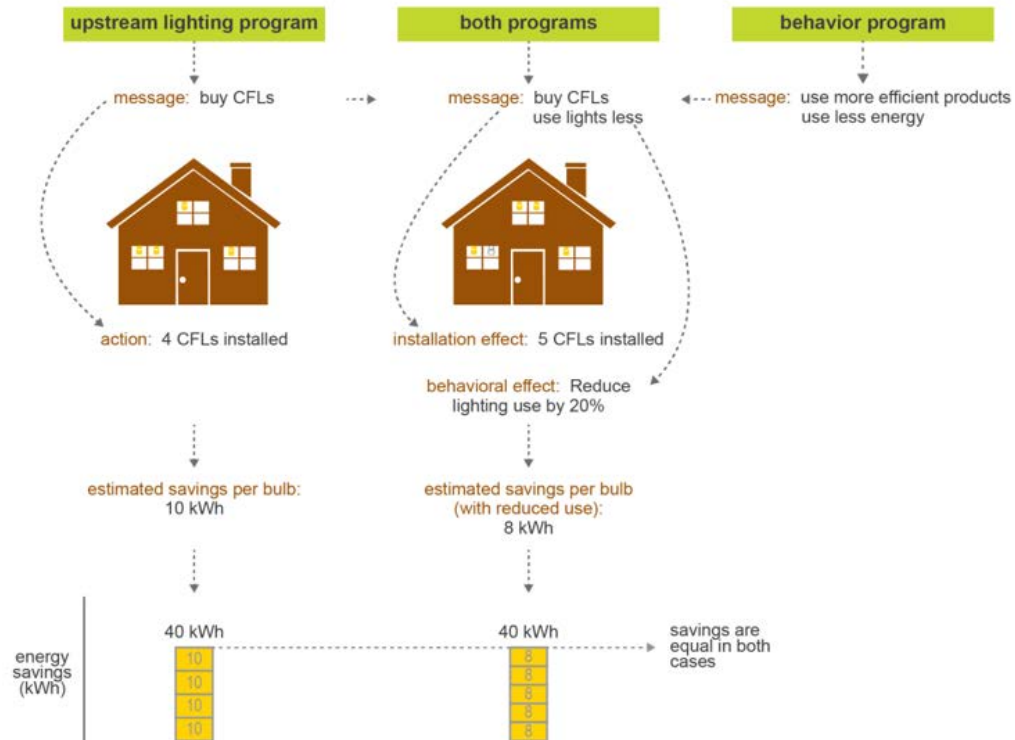 upstream lighting program
both programs
behavior program
message: buy CFLs
message: buy CFLs
use lights less
message: use more efficient products
use less energy
action: 4 CFLs installed
installation effect: 5 CFLs installed
behavioral effect: Reduce
lighting use by 20%
estimated savings per bulb:
10 kWh
estimated savings per bulb
(with reduced use):
8 kWh
energy
savings
(kWh)
40 kWh
10
10
10
10
40 kWh
8
8
8
8
8
savings are
equal in both
cases